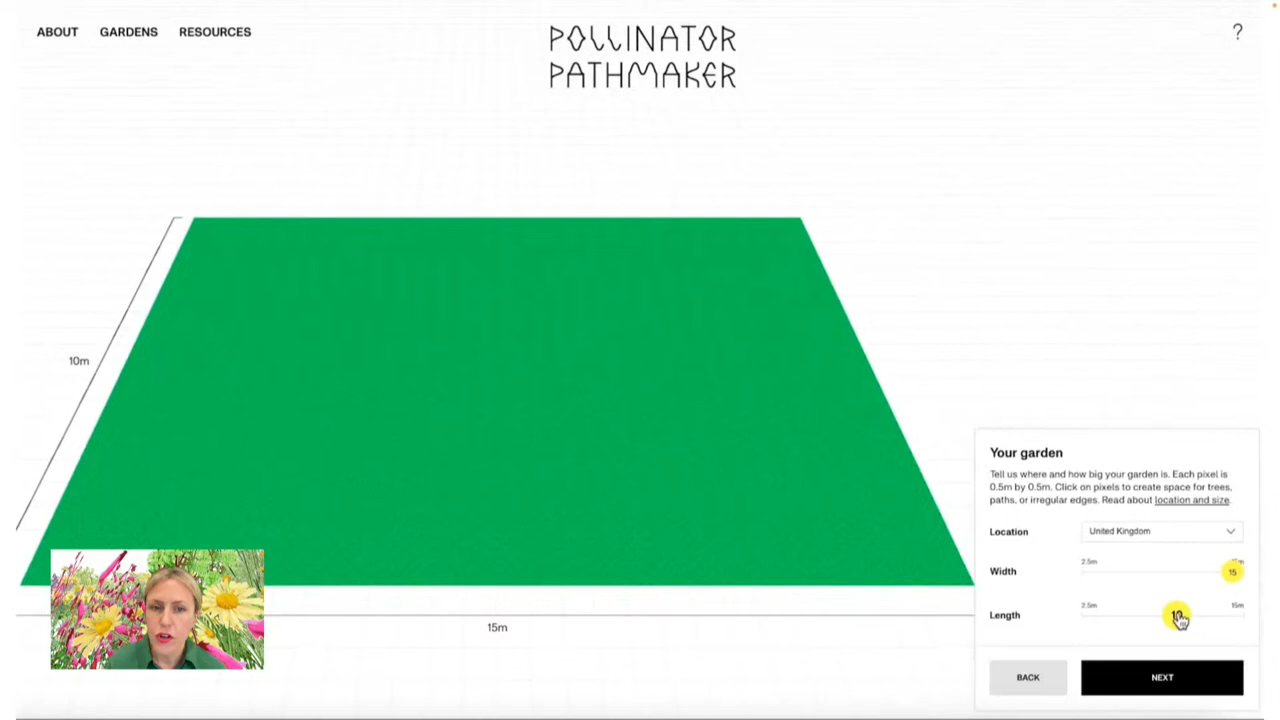 ABOUT GARDENS RESOURCES
POLLINATOR
PATHMAKER
?
10m
15m
Your garden
Tell us where and how big your garden is. Each pixel is
0.5m by 0.5m. Click on pixels to create space for trees,
paths, or irregular edges. Read about location and size.
Location United Kingdom
2.5m
Width 15
2.5m 15m
Length
BACK NEXT